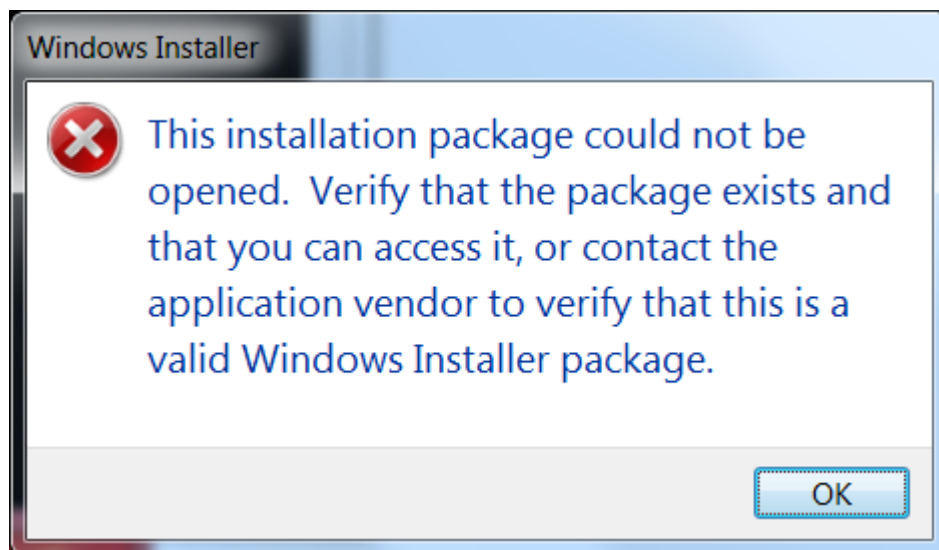 Windows Installer
This installation package could not be
opened.  Verify that the package exists and
that you can access it, or contact the
application vendor to verify that this is a
valid Windows Installer package.
OK